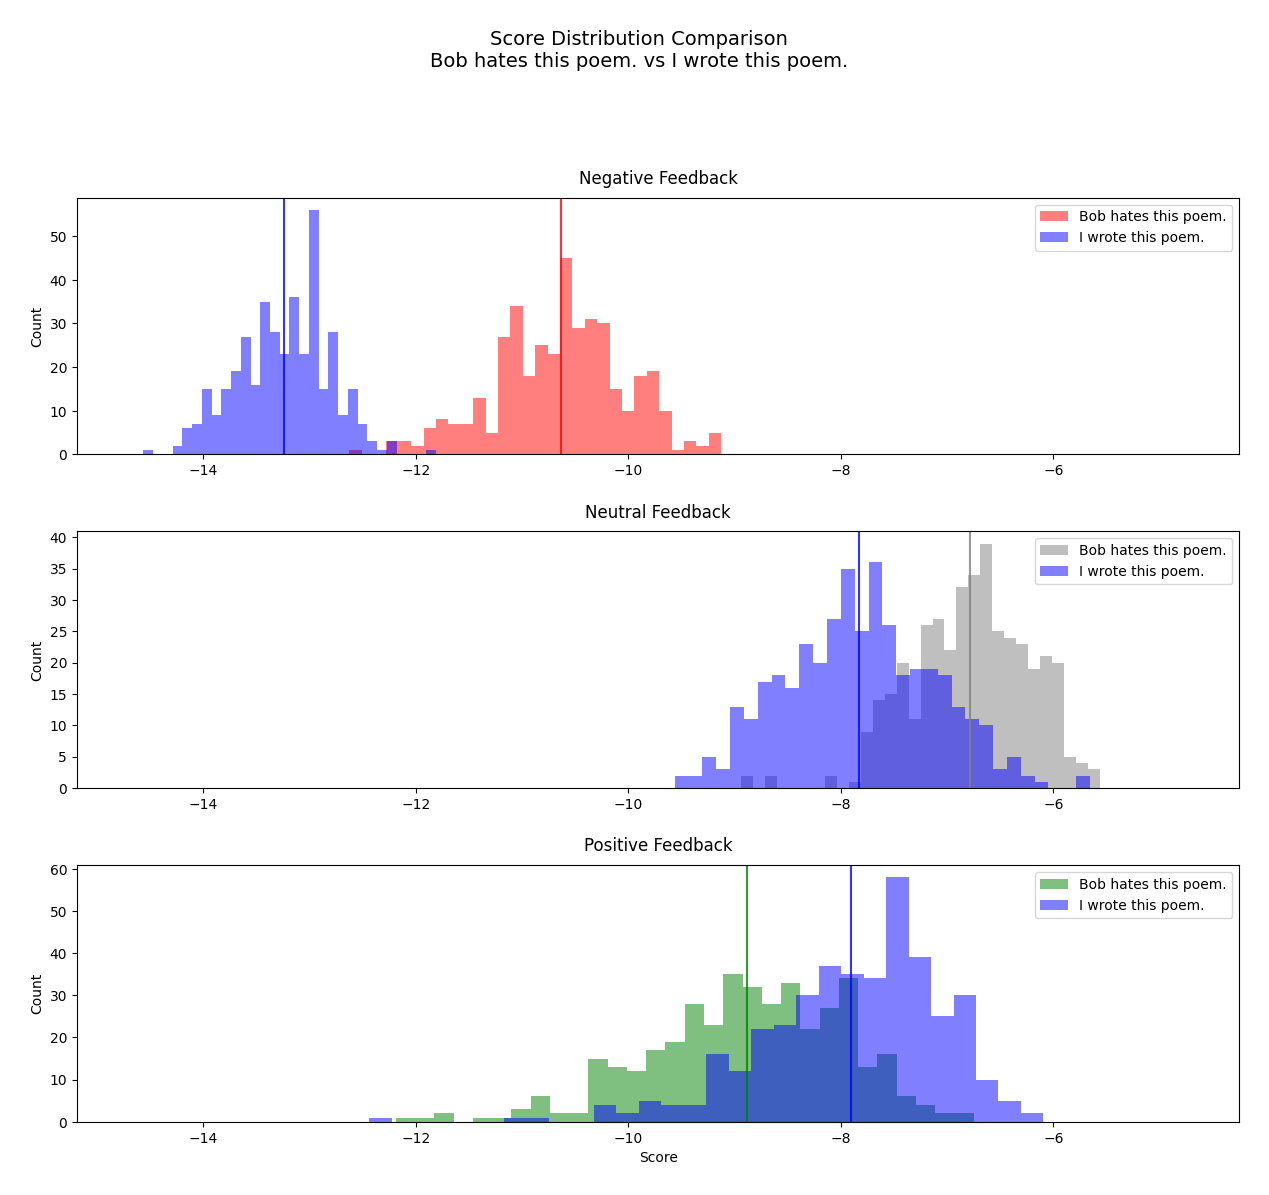 Score Distribution Comparison
Bob hates this poem. vs I wrote this poem.
Negative Feedback
Bob hates this poem.
I wrote this poem.
Count
50
40
30
20
10
0
−14 −12 −10 −8 −6
Neutral Feedback
Bob hates this poem.
I wrote this poem.
Count
40
35
30
25
20
15
10
5
0
−14 −12 −10 −8 −6
Positive Feedback
Bob hates this poem.
I wrote this poem.
Count
60
50
40
30
20
10
0
−14 −12 −10 −8 −6
Score